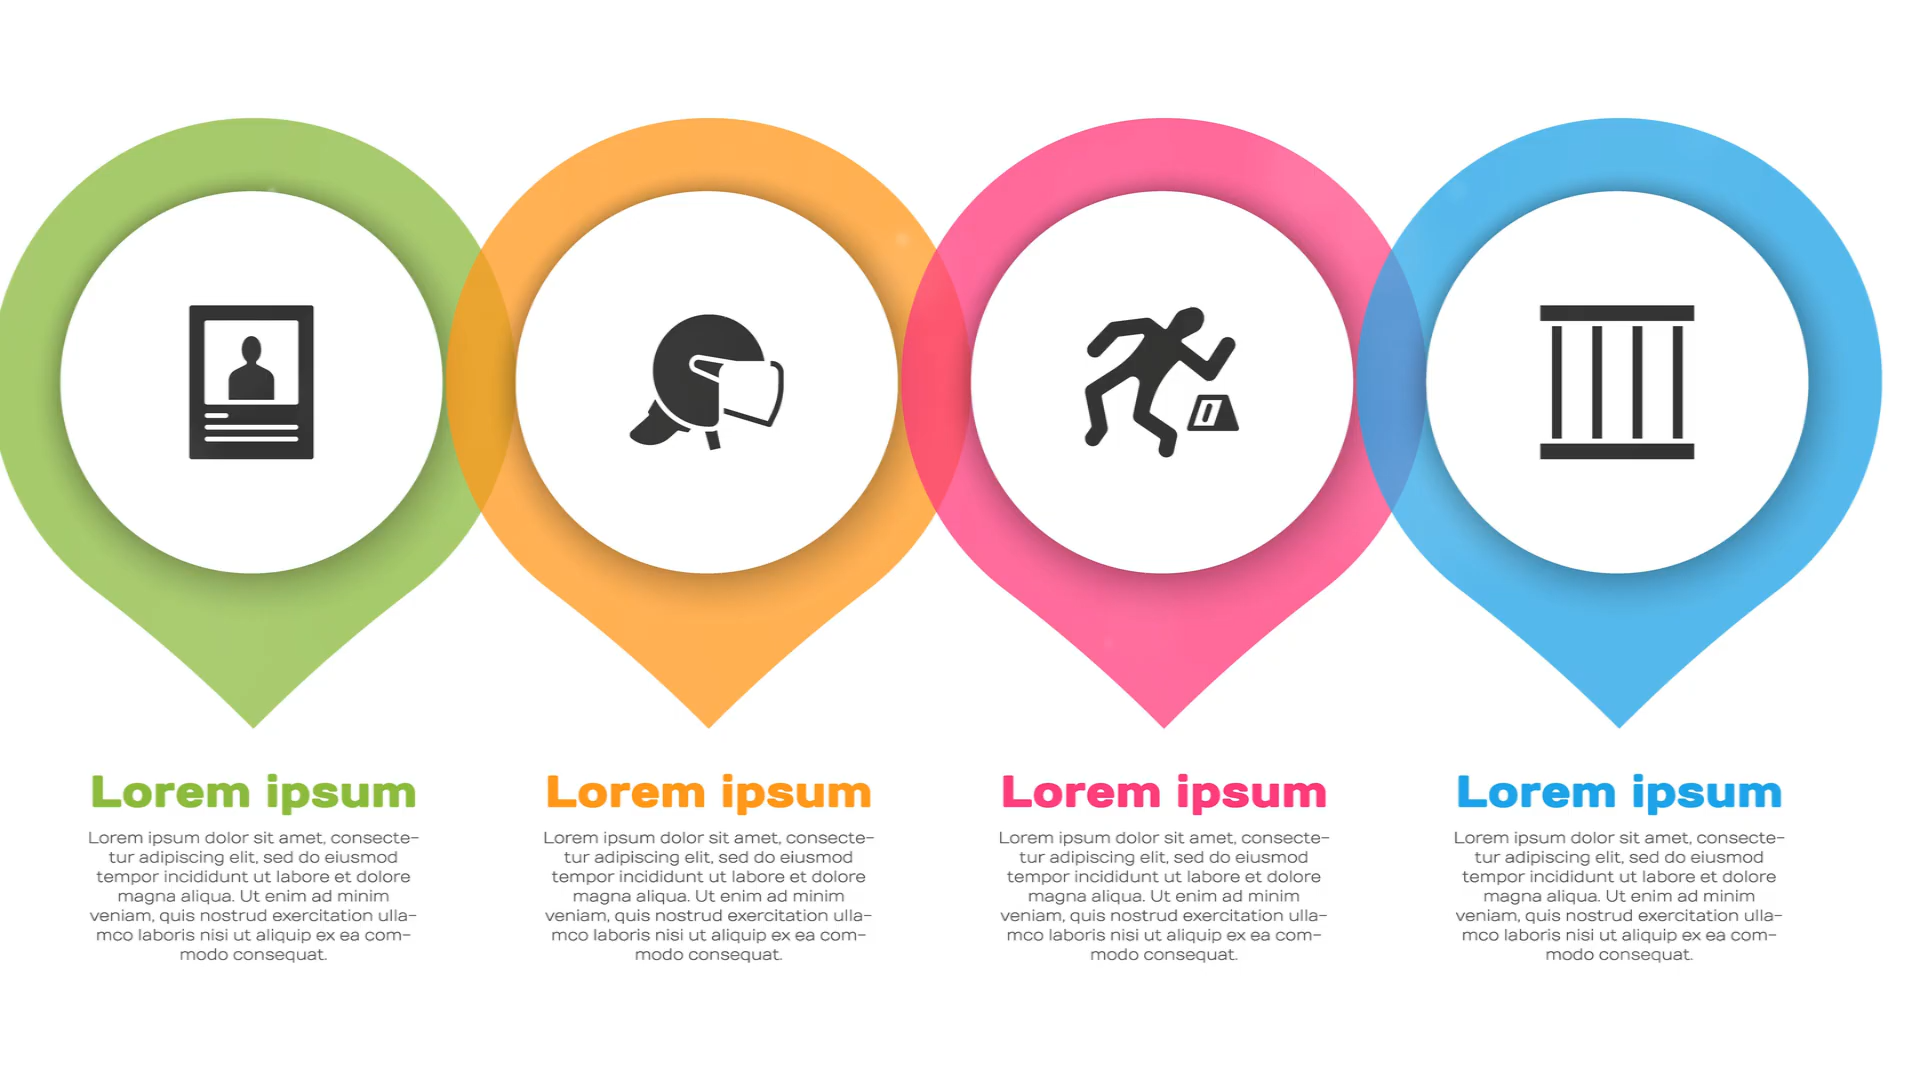 Lorem ipsum
Lorem ipsum dolor sit amet, consecte-
tur adipiscing elit, sed do eiusmod
tempor incididunt ut labore et dolore
magna aliqua. Ut enim ad minim
veniam, quis nostrud exercitation ulla-
mco laboris nisi ut aliquip ex ea com-
modo consequat.
Lorem ipsum
Lorem ipsum dolor sit amet, consecte-
tur adipiscing elit, sed do eiusmod
tempor incididunt ut labore et dolore
magna aliqua. Ut enim ad minim
veniam, quis nostrud exercitation ulla-
mco laboris nisi ut aliquip ex ea com-
modo consequat.
Lorem ipsum
Lorem ipsum dolor sit amet, consecte-
tur adipiscing elit, sed do eiusmod
tempor incididunt ut labore et dolore
magna aliqua. Ut enim ad minim
veniam, quis nostrud exercitation ulla-
mco laboris nisi ut aliquip ex ea com-
modo consequat.
Lorem ipsum
Lorem ipsum dolor sit amet, consecte-
tur adipiscing elit, sed do eiusmod
tempor incididunt ut labore et dolore
magna aliqua. Ut enim ad minim
veniam, quis nostrud exercitation ulla-
mco laboris nisi ut aliquip ex ea com-
modo consequat.